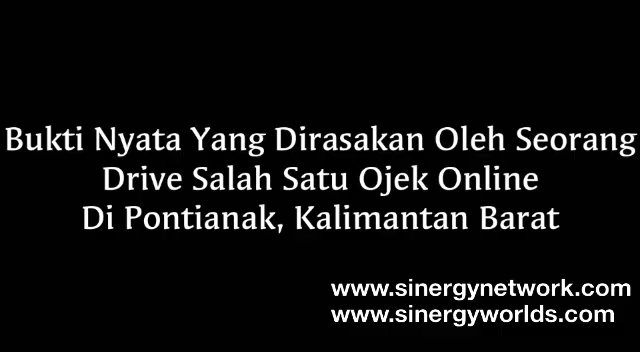 Bukti Nyata Yang Dirasakan Oleh Seorang
Drive Salah Satu Ojek Online
Di Pontianak, Kalimantan Barat
www.sinergynetwork.com
www.sinergyworlds.com